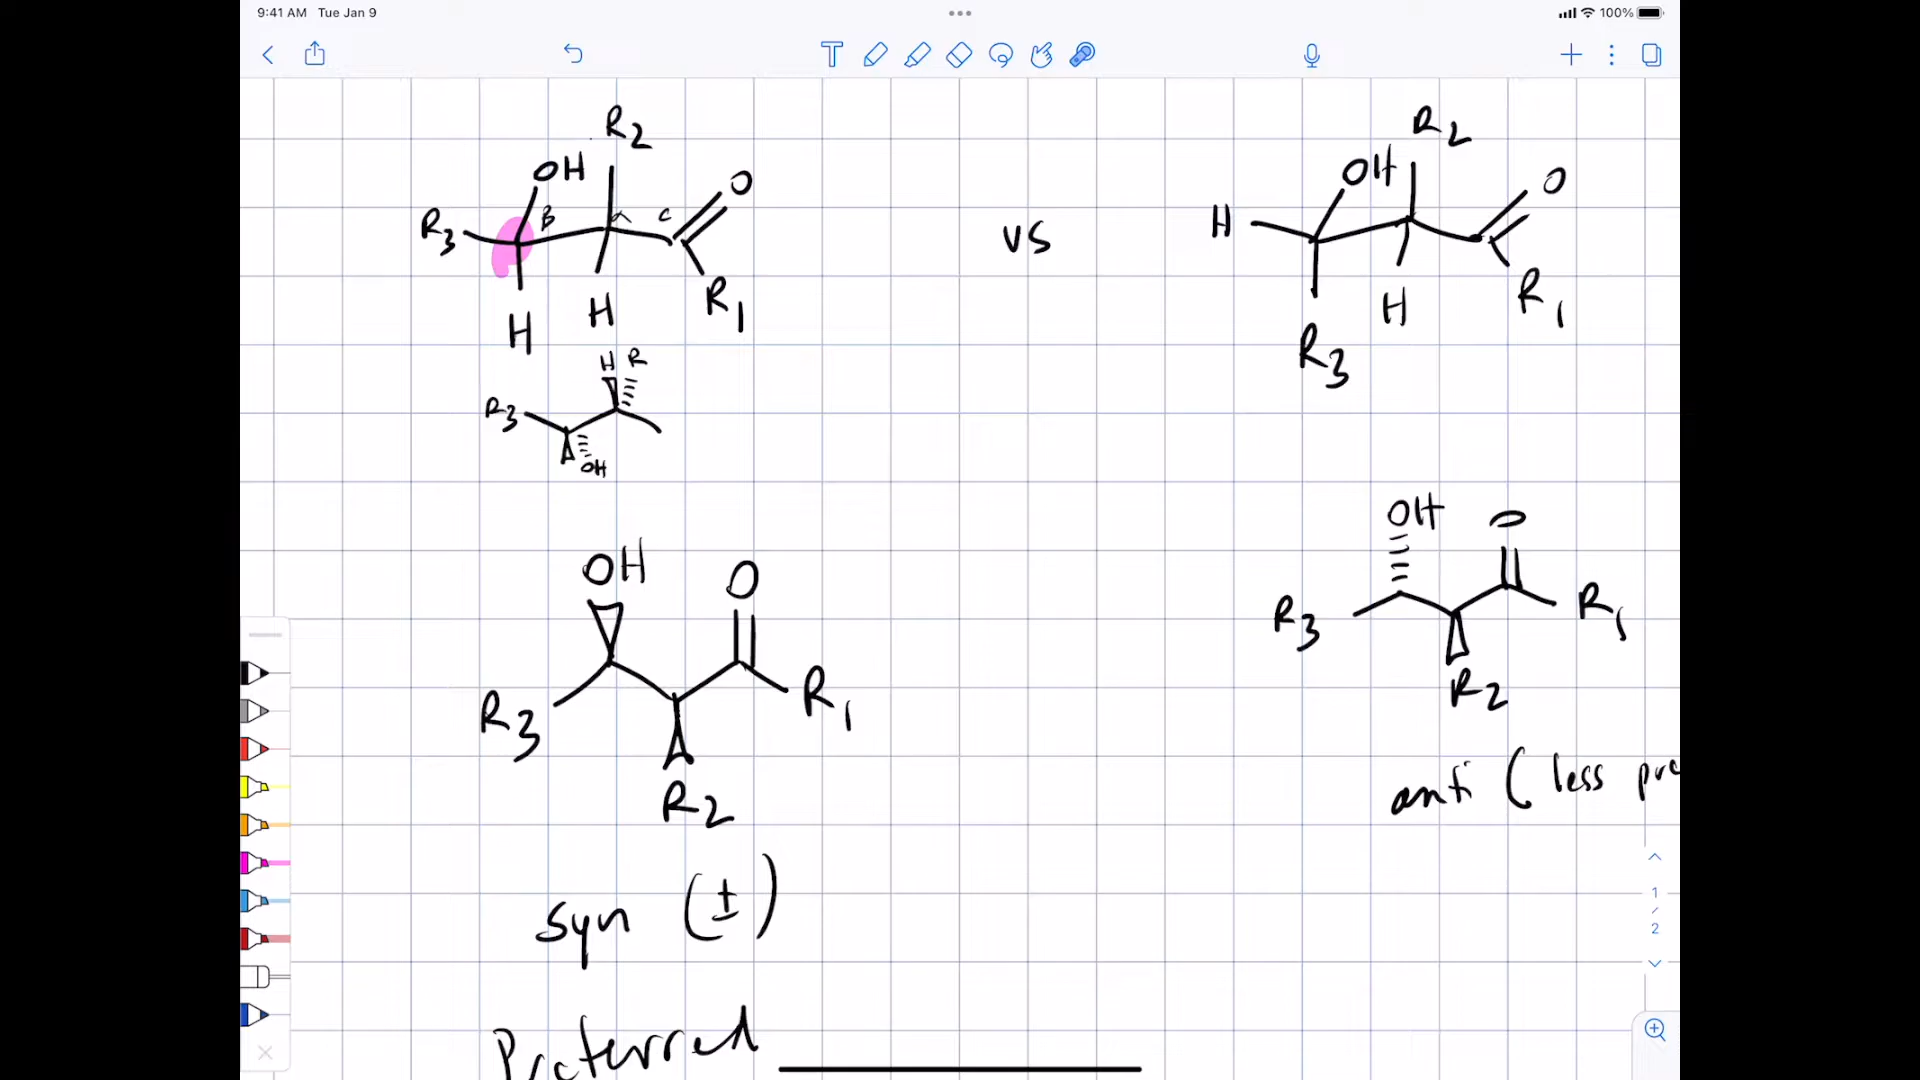 9:41 AM Tue Jan 9
100%
R2
OH
O
R3
β
α
C
H
H
R1
vs
R2
OH
O
H
H
R1
R3
H R
R3
OH
OH
O
R3
R1
R2
syn (±)
Preferred
OH
O
R3
R1
R2
anti (less
1
/
2